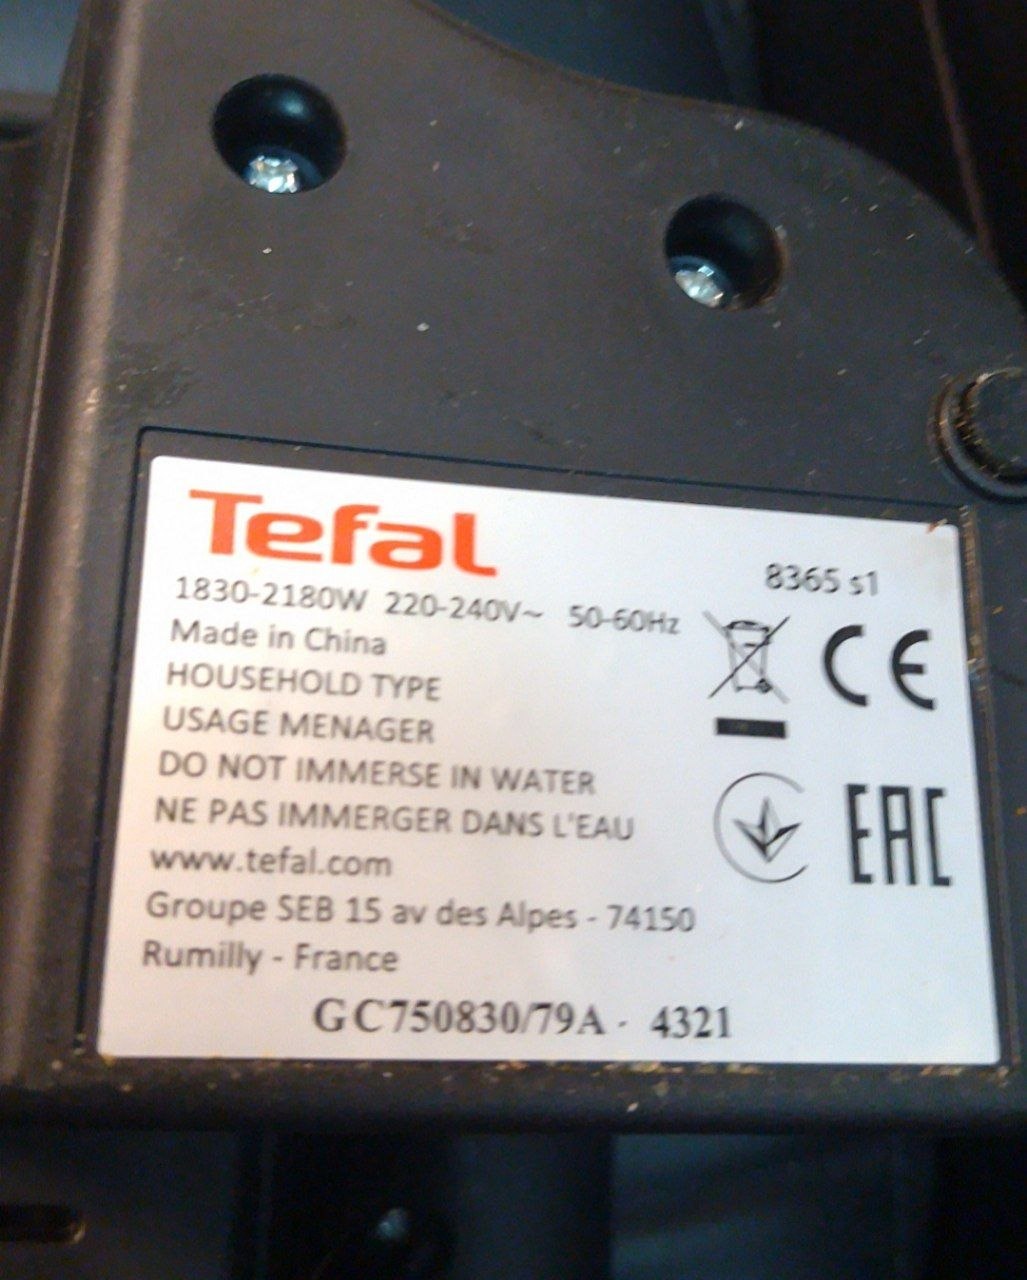 Tefal
8365 s1
1830-2180W 220-240V~ 50-60Hz
Made in China
HOUSEHOLD TYPE
USAGE MENAGER
DO NOT IMMERSE IN WATER
NE PAS IMMERGER DANS L'EAU
www.tefal.com
Groupe SEB 15 av des Alpes - 74150
Rumilly - France
GC750830/79A - 4321
CE
EAC